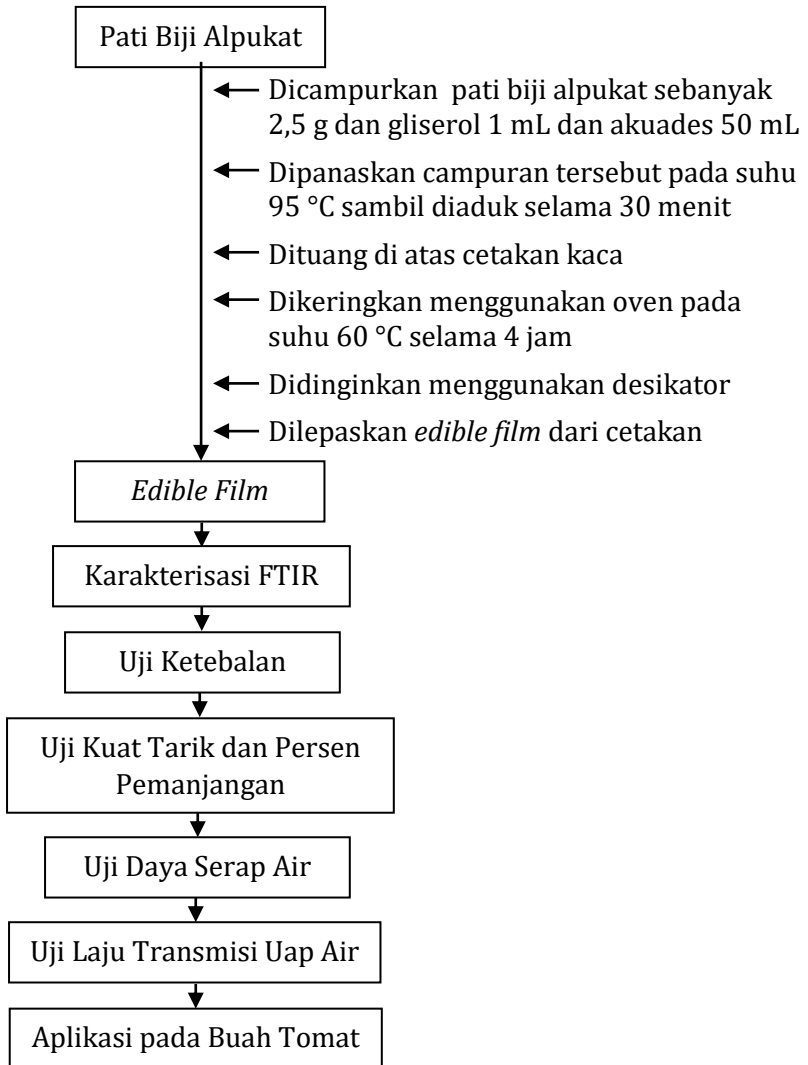 Pati Biji Alpukat
Dicampurkan pati biji alpukat sebanyak
2,5 g dan gliserol 1 mL dan akuades 50 mL
Dipanaskan campuran tersebut pada suhu
95 °C sambil diaduk selama 30 menit
Dituang di atas cetakan kaca
Dikeringkan menggunakan oven pada
suhu 60 °C selama 4 jam
Didinginkan menggunakan desikator
Dilepaskan edible film dari cetakan
Edible Film
Karakterisasi FTIR
Uji Ketebalan
Uji Kuat Tarik dan Persen
Pemanjangan
Uji Daya Serap Air
Uji Laju Transmisi Uap Air
Aplikasi pada Buah Tomat